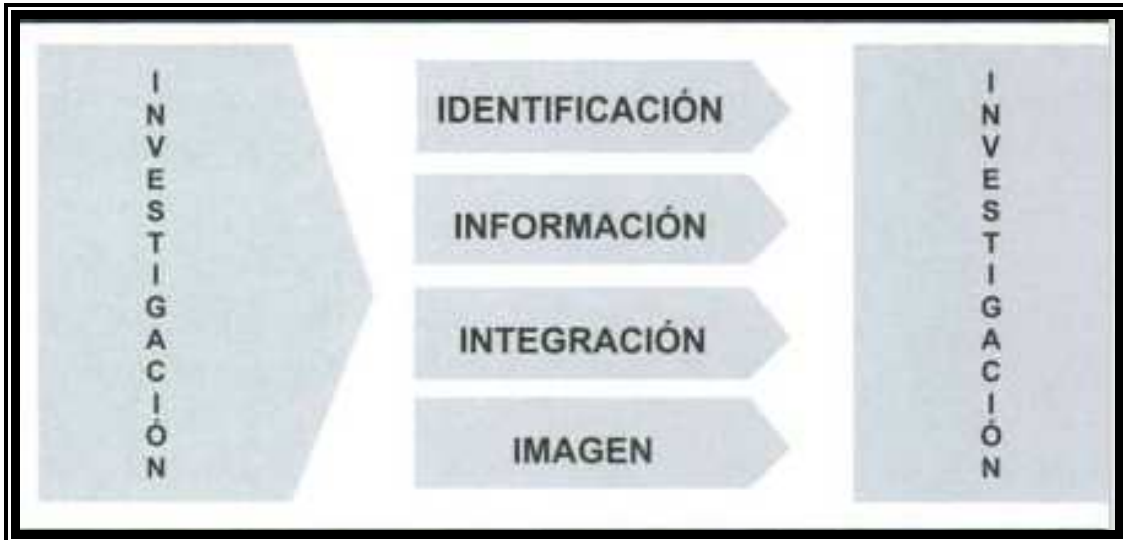 INVESTIGACIÓN
IDENTIFICACIÓN
INFORMACIÓN
INTEGRACIÓN
IMAGEN
INVESTIGACIÓN